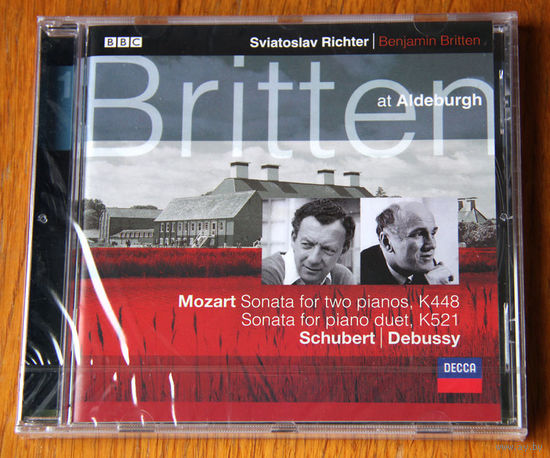 BBC
Sviatoslav Richter | Benjamin Britten
Britten
at Aldeburgh
Mozart Sonata for two pianos, K448
Sonata for piano duet, K521
Schubert | Debussy
DECCA